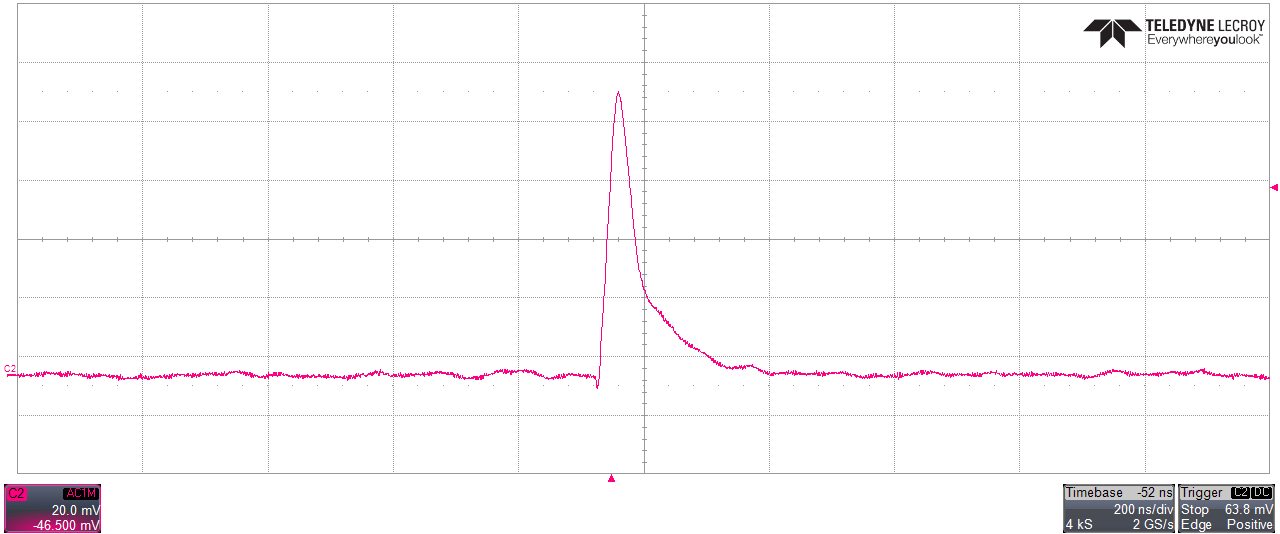 TELEDYNE LECROY
Everywhereyoulook™
C2
C2 AC1M
20.0 mV
-46.500 mV
Timebase -52 ns
200 ns/div
4 kS 2 GS/s
Trigger C2 DC
Stop 63.8 mV
Edge Positive